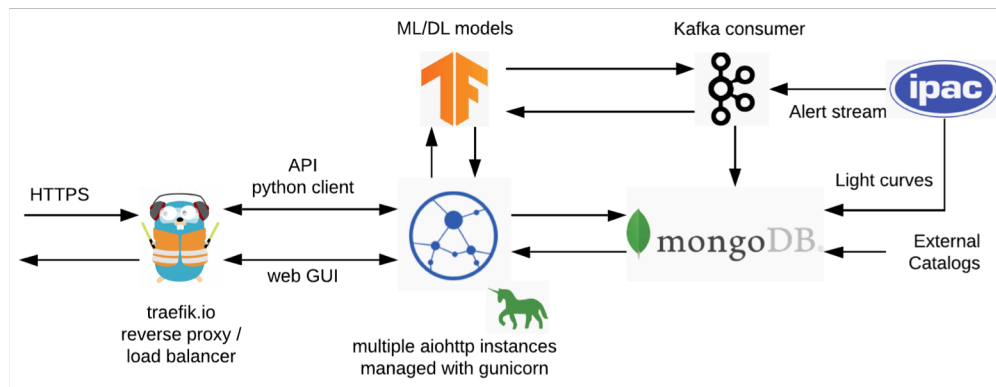 ML/DL models
Kafka consumer
ipac
Alert stream
HTTPS
API
python client
Light curves
mongoDB.
web GUI
External
Catalogs
traefik.io
reverse proxy /
load balancer
multiple aiohttp instances
managed with gunicorn